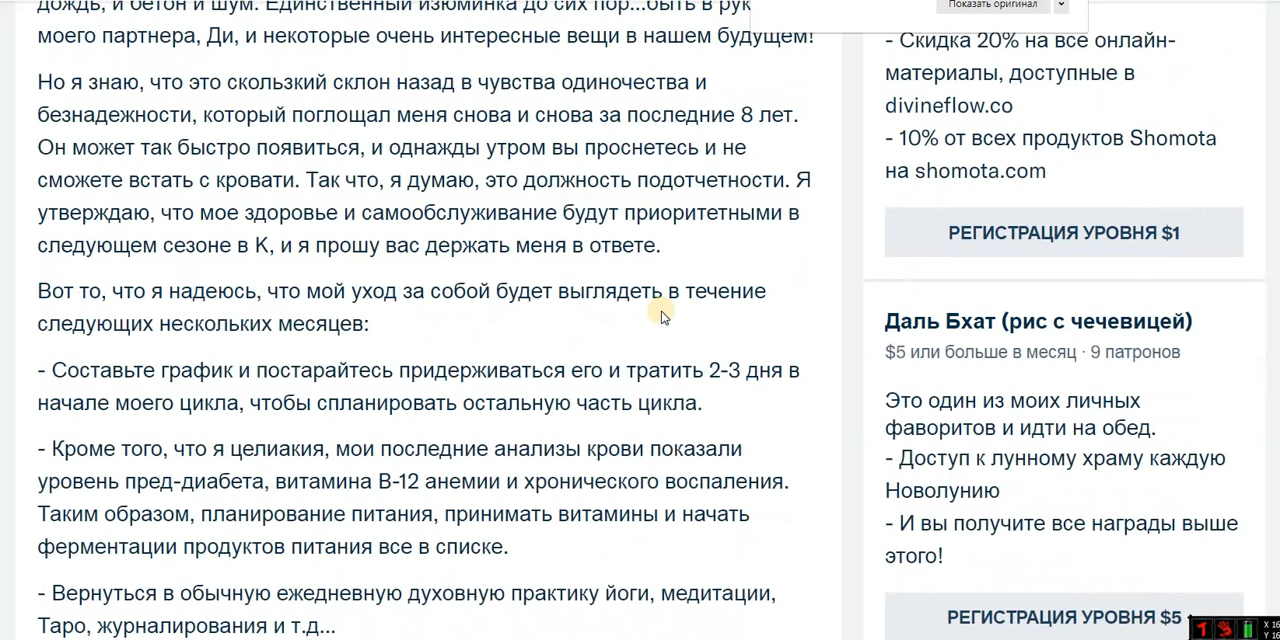 дождь, и бетон и шум. Единственный изюминка до сих пор...быть в рук
моего партнера, Ди, и некоторые очень интересные вещи в нашем будущем!
Но я знаю, что это скользкий склон назад в чувства одиночества и
безнадежности, который поглощал меня снова и снова за последние 8 лет.
Он может так быстро появиться, и однажды утром вы проснетесь и не
сможете встать с кровати. Так что, я думаю, это должность подотчетности. Я
утверждаю, что мое здоровье и самообслуживание будут приоритетными в
следующем сезоне в K, и я прошу вас держать меня в ответе.
Вот то, что я надеюсь, что мой уход за собой будет выглядеть в течение
следующих нескольких месяцев:
- Составьте график и постарайтесь придерживаться его и тратить 2-3 дня в
начале моего цикла, чтобы спланировать остальную часть цикла.
- Кроме того, что я целиакия, мои последние анализы крови показали
уровень пред-диабета, витамина B-12 анемии и хронического воспаления.
Таким образом, планирование питания, принимать витамины и начать
ферментации продуктов питания все в списке.
- Вернуться в обычную ежедневную духовную практику йоги, медитации,
Таро, журналирования и т.д...
Показать оригинал
- Скидка 20% на все онлайн-
материалы, доступные в
divineflow.co
- 10% от всех продуктов Shomota
на shomota.com
РЕГИСТРАЦИЯ УРОВНЯ $1
Даль Бхат (рис с чечевицей)
$5 или больше в месяц · 9 патронов
Это один из моих личных
фаворитов и идти на обед.
- Доступ к лунному храму каждую
Новолунию
- И вы получите все награды выше
этого!
РЕГИСТРАЦИЯ УРОВНЯ $5
X 16